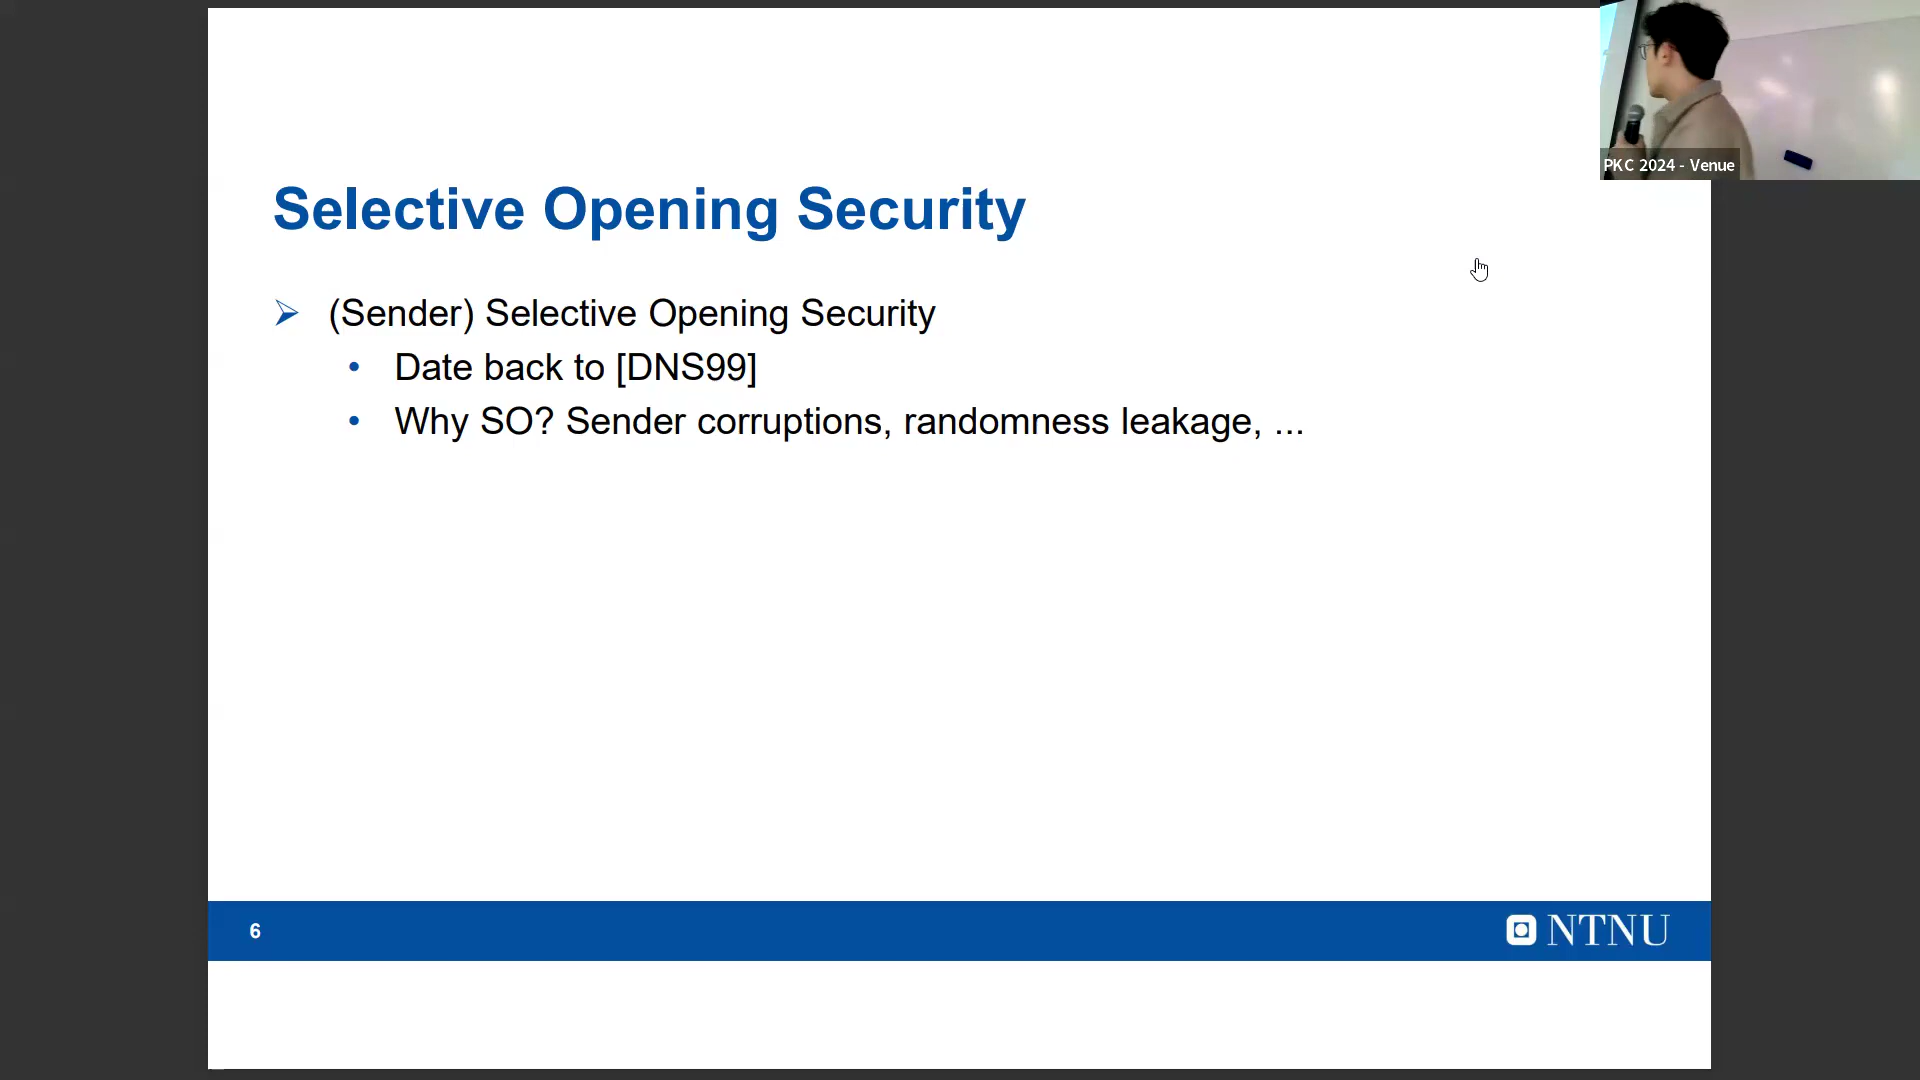 PKC 2024 - Venue
Selective Opening Security
(Sender) Selective Opening Security
Date back to [DNS99]
Why SO? Sender corruptions, randomness leakage, ...
6
NTNU